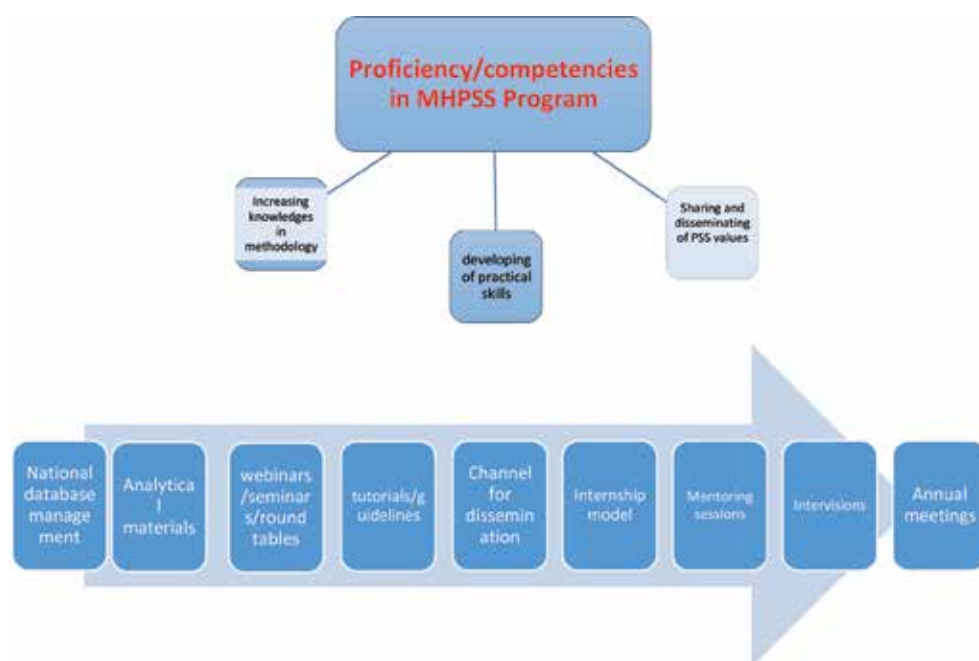 Proficiency/competencies
in MHPSS Program
Increasing
knowledges
in
methodology
developing
of practical
skills
Sharing and
disseminating
of PSS values
National
database
manage
ment
Analytica
l
materials
webinars
/seminar
s/round
tables
tutorials/g
uidelines
Channel
for
dissemin
ation
Internship
model
Mentoring
sessions
Intervisions
Annual
meetings